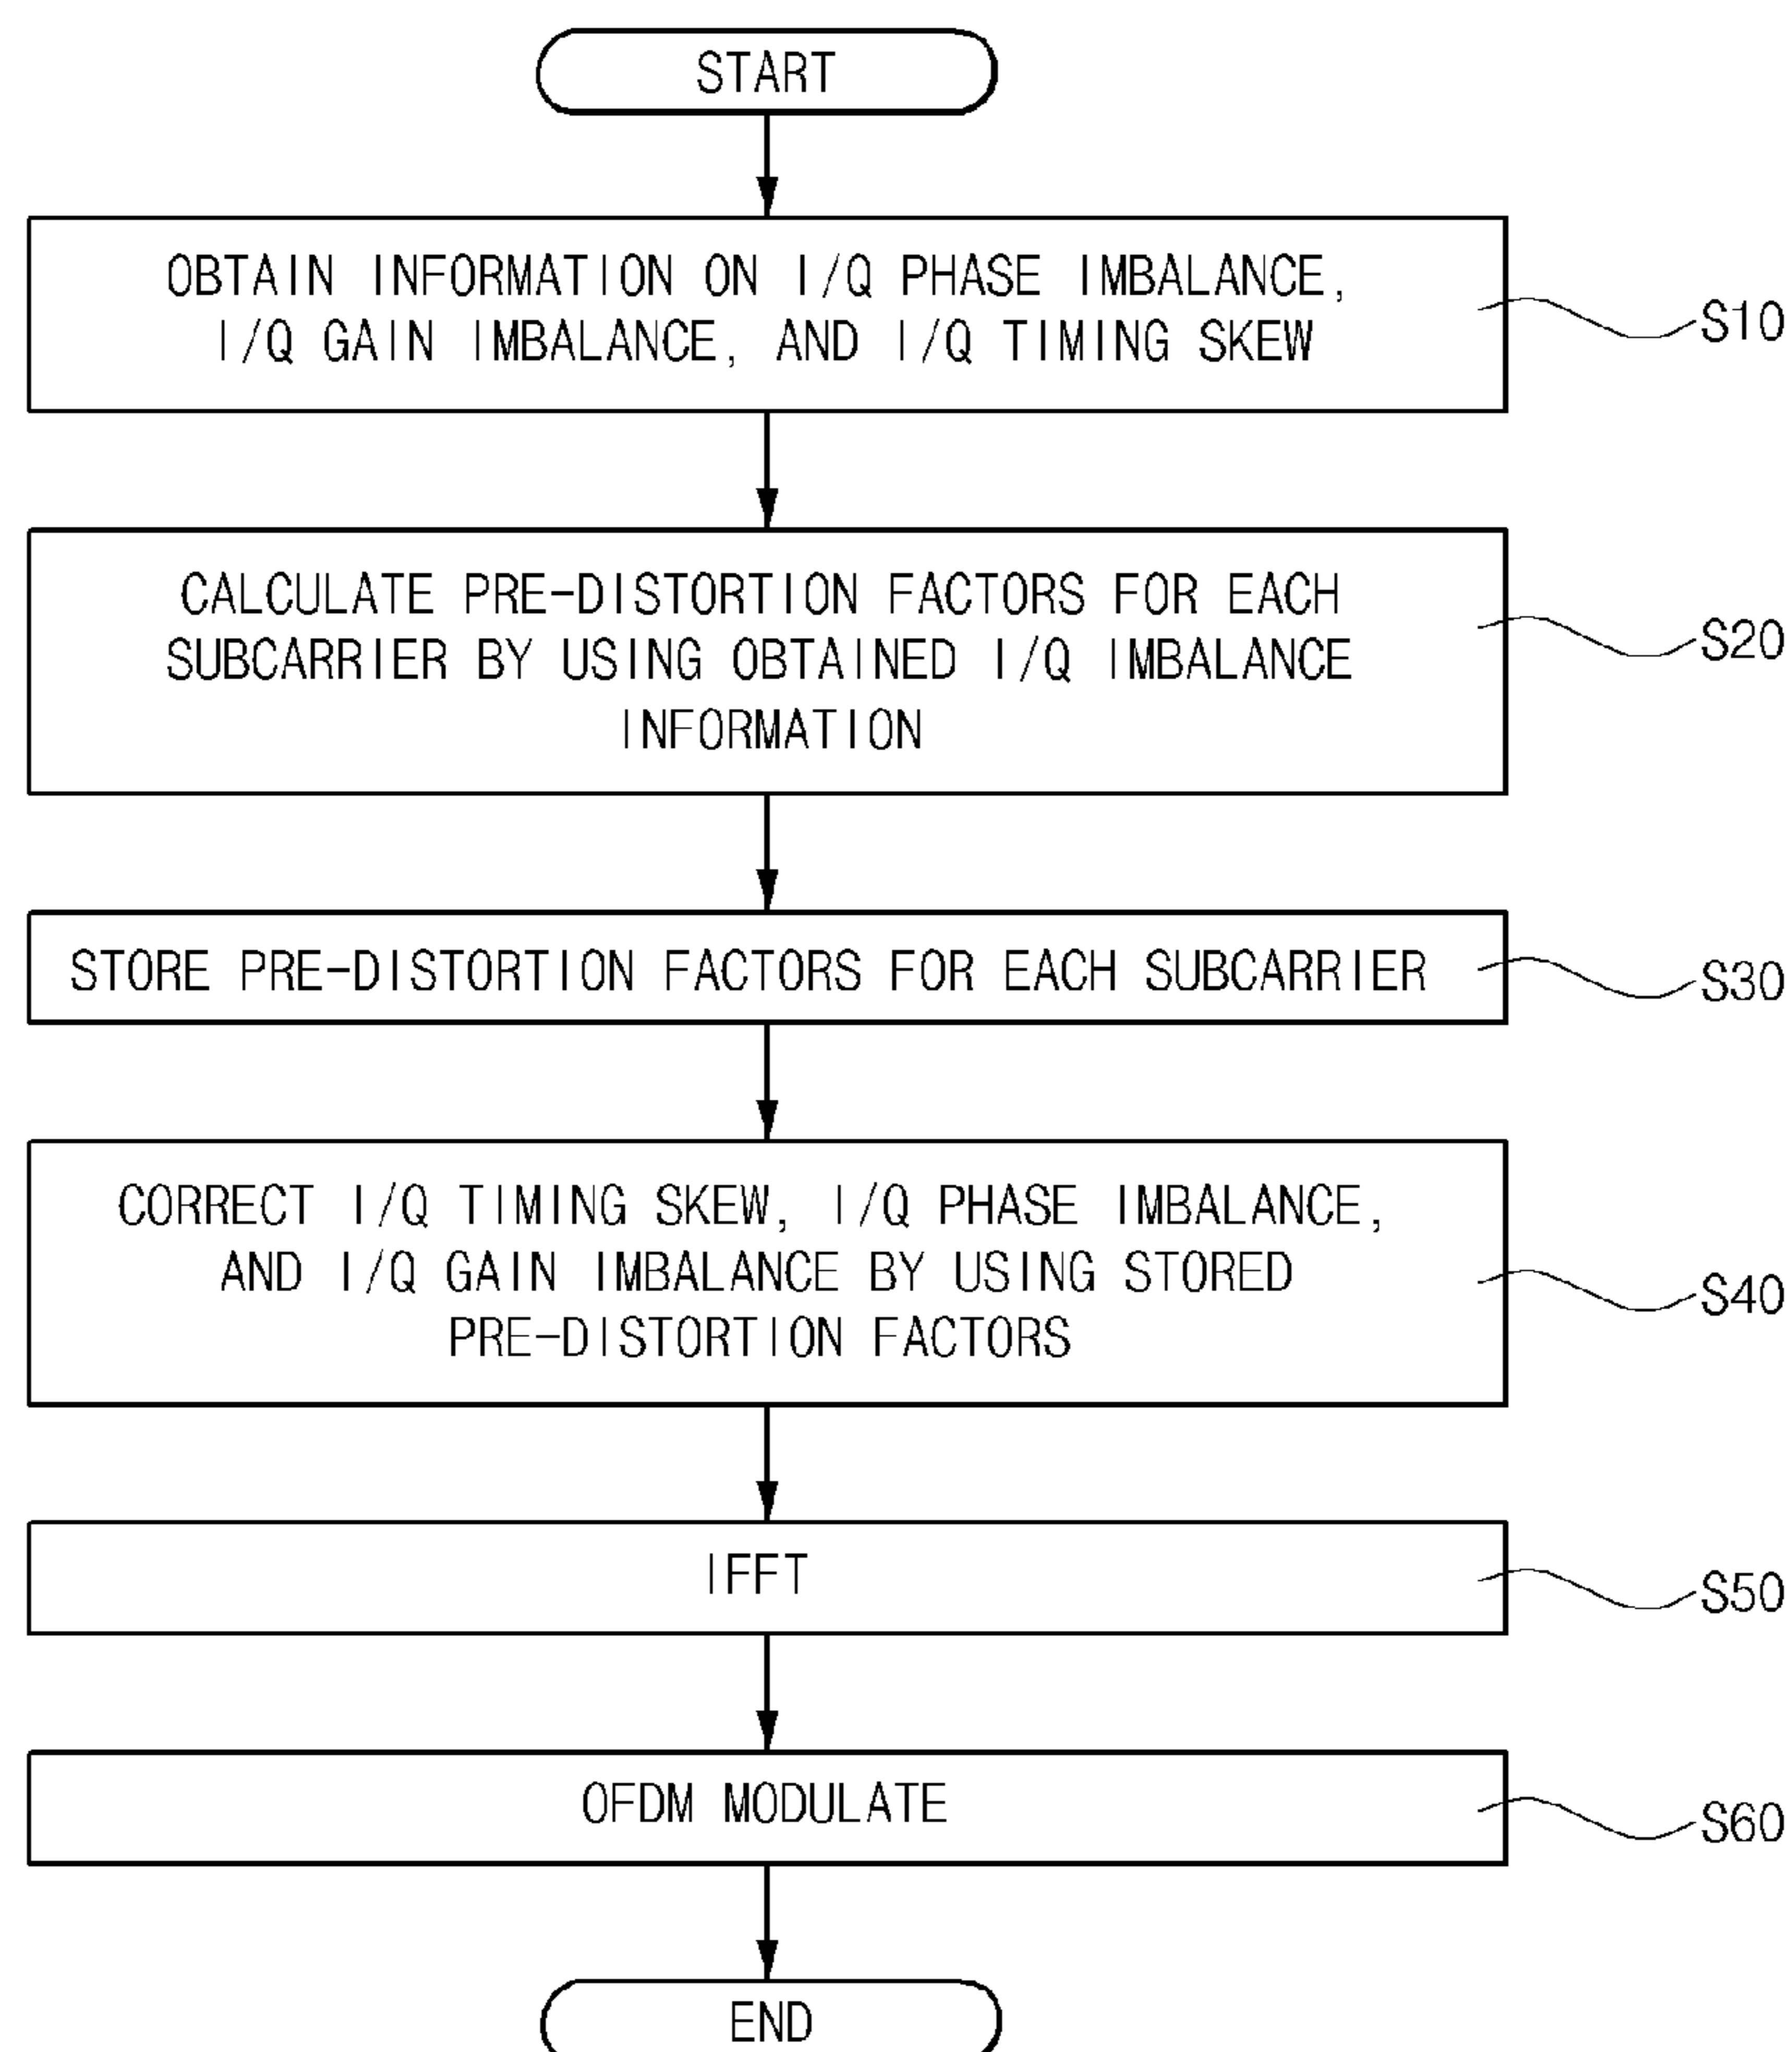 START
OBTAIN INFORMATION ON I/Q PHASE IMBALANCE,
I/Q GAIN IMBALANCE, AND I/Q TIMING SKEW
S10
CALCULATE PRE-DISTORTION FACTORS FOR EACH
SUBCARRIER BY USING OBTAINED I/Q IMBALANCE
INFORMATION
S20
STORE PRE-DISTORTION FACTORS FOR EACH SUBCARRIER
S30
CORRECT I/Q TIMING SKEW, I/Q PHASE IMBALANCE,
AND I/Q GAIN IMBALANCE BY USING STORED
PRE-DISTORTION FACTORS
S40
IFFT
S50
OFDM MODULATE
S60
END